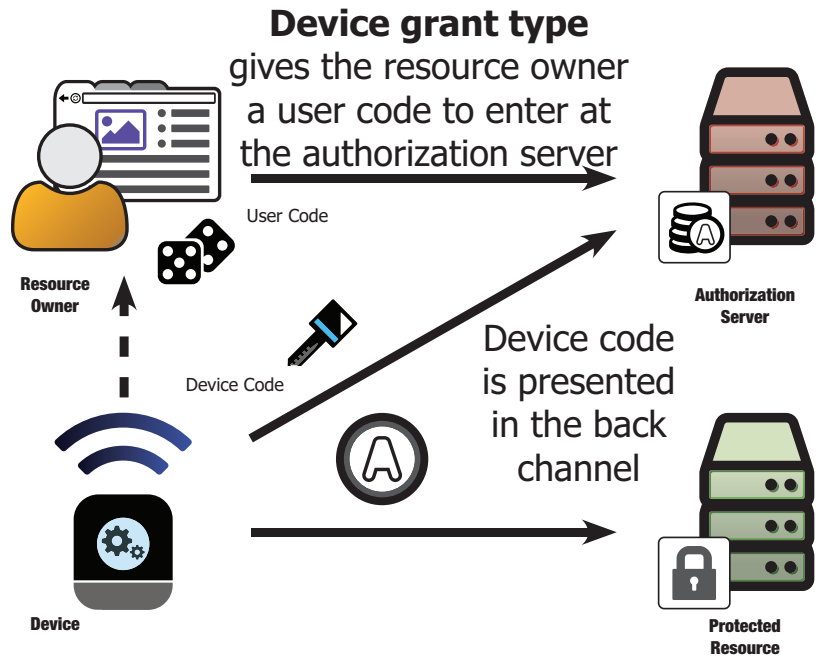 Device grant type
gives the resource owner
a user code to enter at
the authorization server
User Code
Resource
Owner
A
Authorization
Server
Device Code
Device code
is presented
in the back
channel
A
Device
Protected
Resource